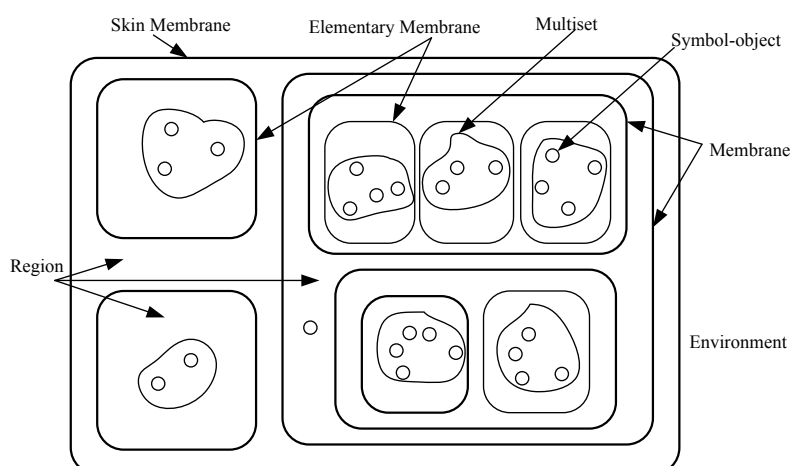 Skin Membrane
Elementary Membrane
Multiset
Symbol-object
Membrane
Region
Environment